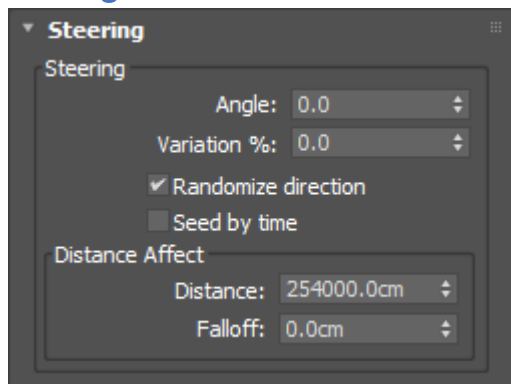 Steering
Steering
Angle: 0.0
Variation %: 0.0
Randomize direction
Seed by time
Distance Affect
Distance: 254000.0cm
Falloff: 0.0cm